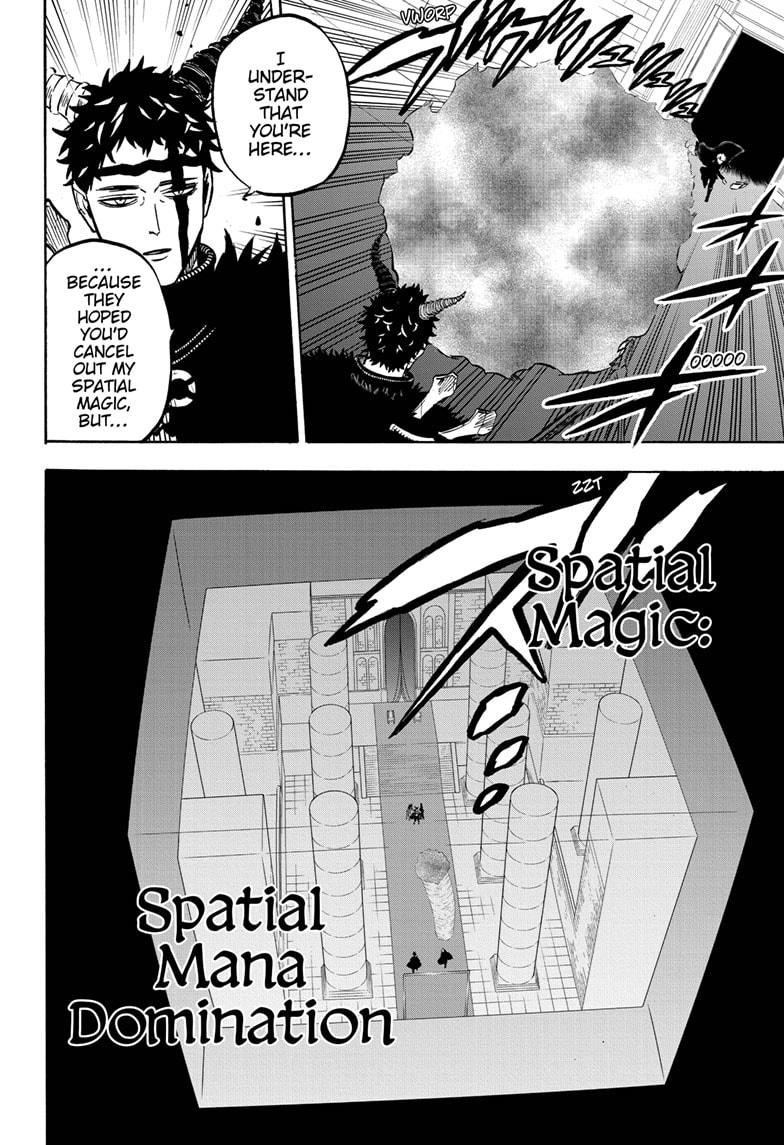 VWORP
I
UNDER-
STAND
THAT
YOU'RE
HERE...
OOOOO
...
BECAUSE
THEY
HOPED
YOU'D
CANCEL
OUT MY
SPATIAL
MAGIC,
BUT...
ZZT
Spatial
Magic:
Spatial
Mana
Domination